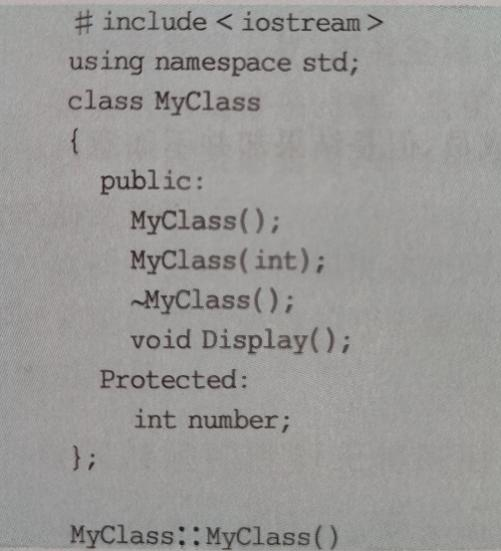 # include < iostream >
using namespace std;
class MyClass
{
public:
MyClass();
MyClass(int);
~MyClass();
void Display();
Protected:
int number;
};
MyClass::MyClass()